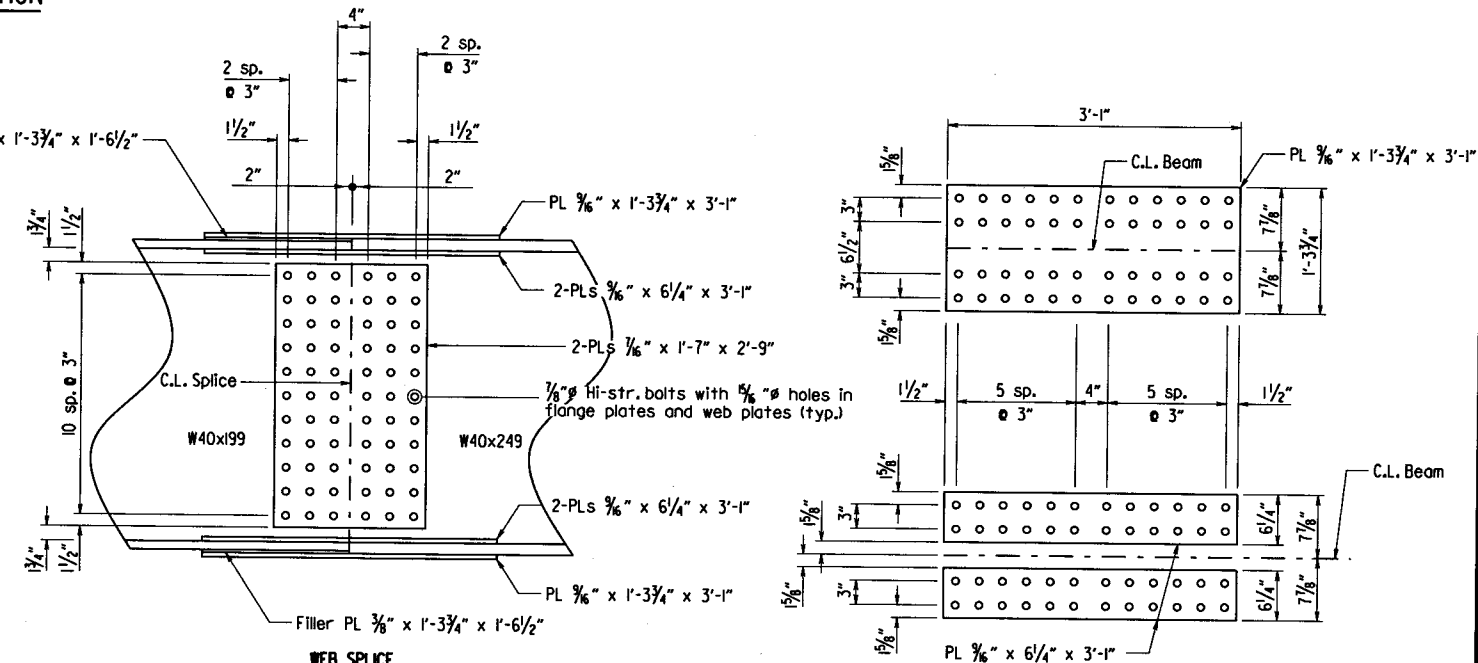 4"
2 sp.
@ 3"
2 sp.
@ 3"
x 1'-3¾" x 1'-6½"
1½"
1½"
2"
2"
1¾"
1½"
PL 9/16" x 1'-3¾" x 3'-1"
2-PLs 9/16" x 6¼" x 3'-1"
2-PLs 7/16" x 1'-7" x 2'-9"
C.L. Splice
10 sp. @ 3"
7/8"ø Hi-str. bolts with 15/16"ø holes in
flange plates and web plates (typ.)
W40x199
W40x249
2-PLs 9/16" x 6¼" x 3'-1"
1¾"
1½"
PL 9/16" x 1'-3¾" x 3'-1"
Filler PL 3/8" x 1'-3¾" x 1'-6½"
WEB SPLICE
3'-1"
C.L. Beam
PL 9/16" x 1'-3¾" x 3'-1"
1⅝"
3"
6½"
3"
1⅝"
7⅞"
7⅞"
1'-3¾"
1½"
5 sp.
@ 3"
4"
5 sp.
@ 3"
1½"
C.L. Beam
1⅝"
3"
1⅝"
1⅝"
3"
1⅝"
6¼"
7⅞"
6¼"
7⅞"
PL 9/16" x 6¼" x 3'-1"